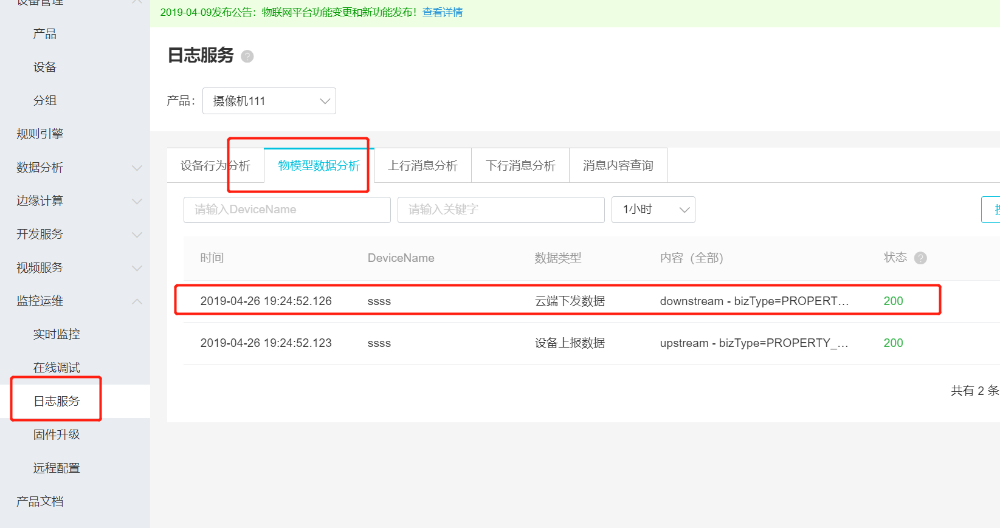 设备管理
产品
设备
分组
规则引擎
数据分析
边缘计算
开发服务
视频服务
监控运维
实时监控
在线调试
日志服务
固件升级
远程配置
产品文档
2019-04-09发布公告：物联网平台功能变更和新功能发布！查看详情
日志服务 ?
产品： 摄像机111
设备行为分析 物模型数据分析 上行消息分析 下行消息分析 消息内容查询
请输入DeviceName 请输入关键字 1小时
时间 DeviceName 数据类型 内容（全部） 状态 ?
2019-04-26 19:24:52.126 ssss 云端下发数据 downstream - bizType=PROPERT... 200
2019-04-26 19:24:52.123 ssss 设备上报数据 upstream - bizType=PROPERTY_... 200
共有 2 条